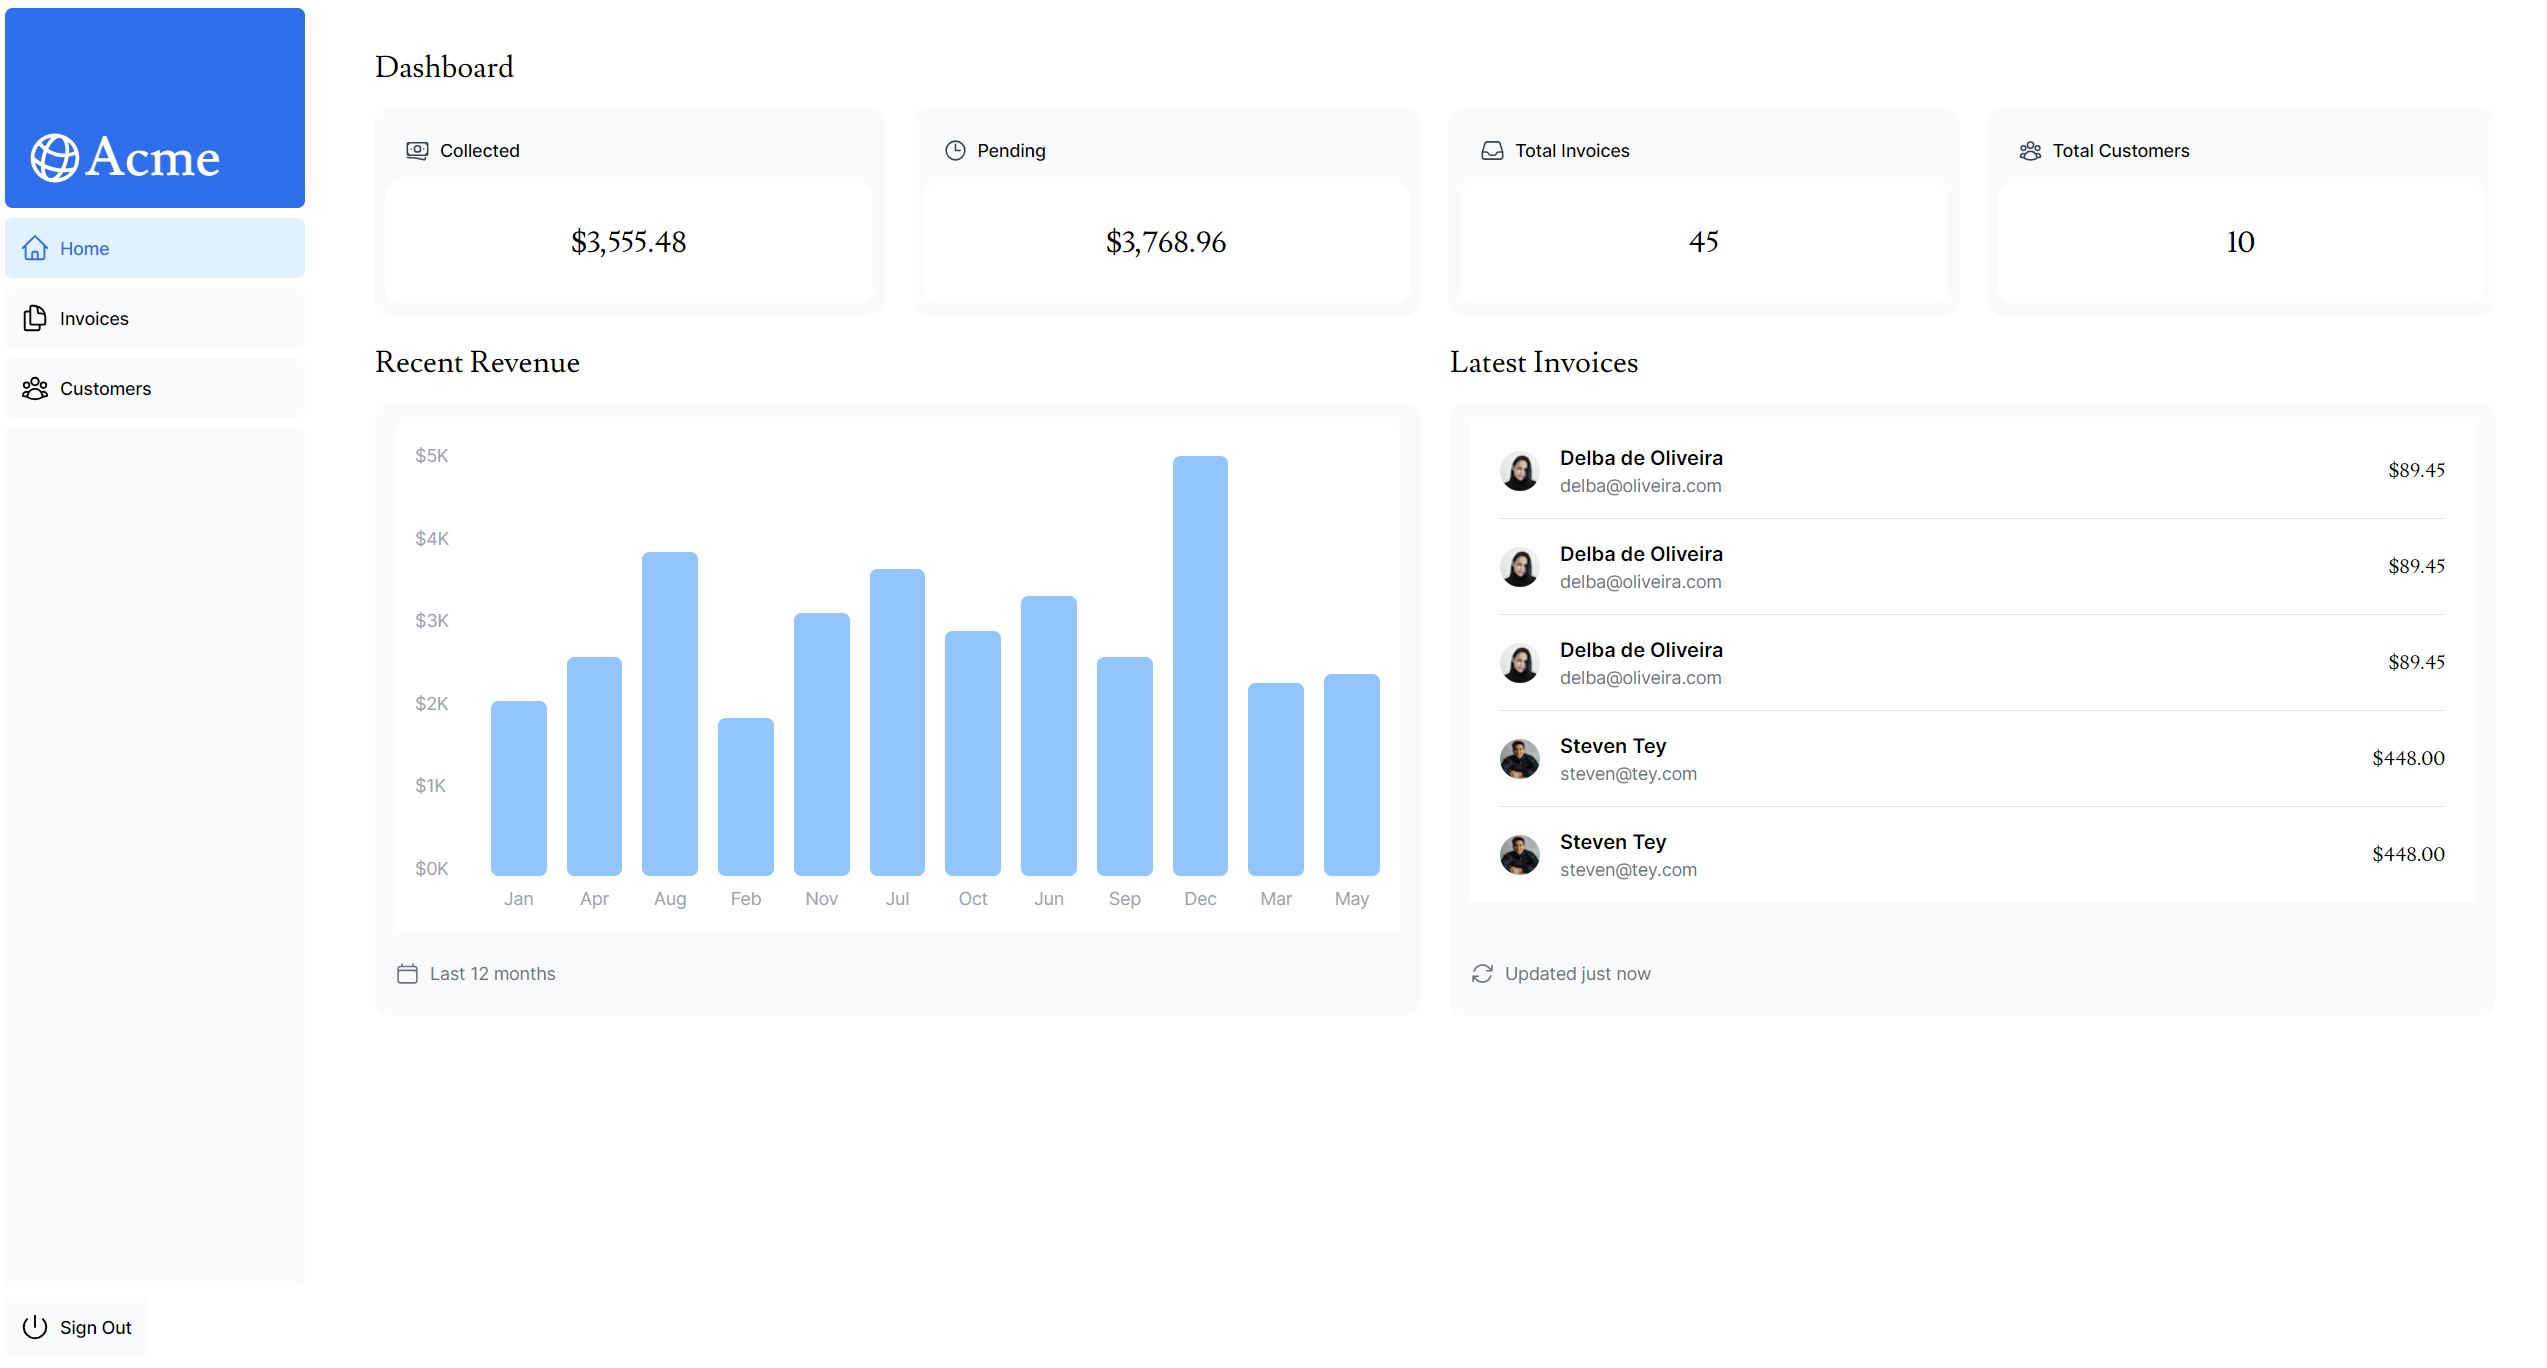 Acme
Home
Invoices
Customers
Sign Out
Dashboard
Collected
$3,555.48
Pending
$3,768.96
Total Invoices
45
Total Customers
10
Recent Revenue
$5K
$4K
$3K
$2K
$1K
$0K
Jan Apr Aug Feb Nov Jul Oct Jun Sep Dec Mar May
Last 12 months
Latest Invoices
Delba de Oliveira
delba@oliveira.com
$89.45
Delba de Oliveira
delba@oliveira.com
$89.45
Delba de Oliveira
delba@oliveira.com
$89.45
Steven Tey
steven@tey.com
$448.00
Steven Tey
steven@tey.com
$448.00
Updated just now